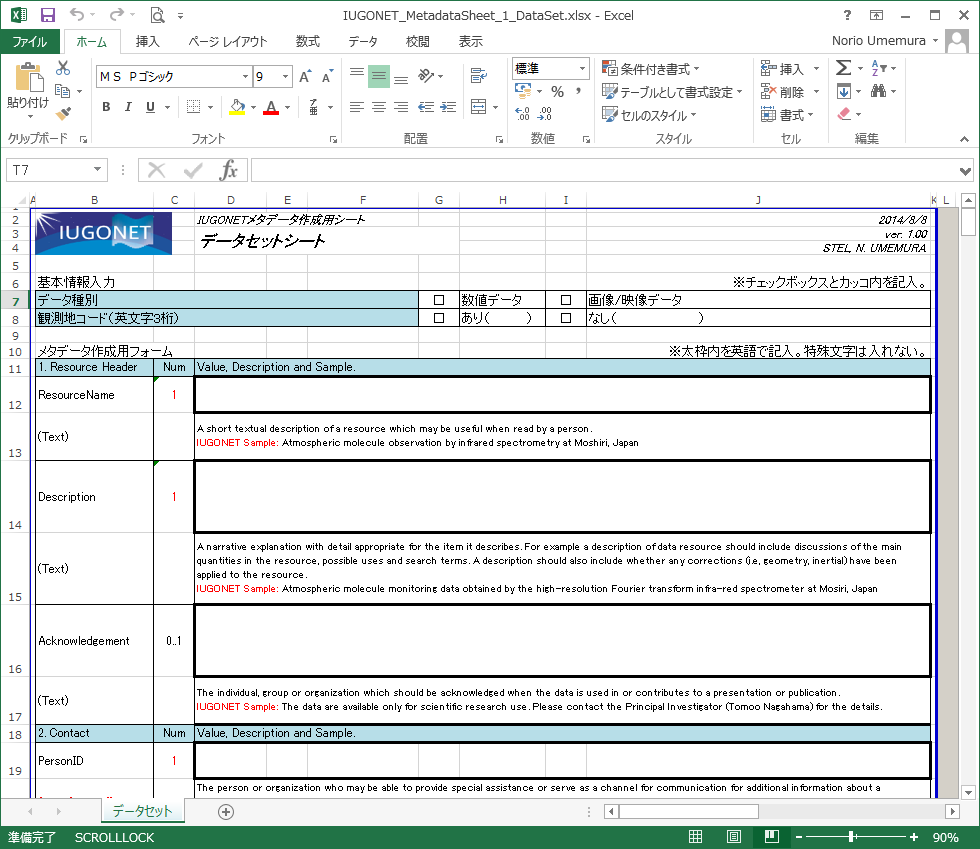 IUGONET_MetadataSheet_1_DataSet.xlsx - Excel
ファイル ホーム 挿入 ページ レイアウト 数式 データ 校閲 表示 Norio Umemura
貼り付け
ＭＳ Ｐゴシック 9
B I U
標準
条件付き書式
テーブルとして書式設定
セルのスタイル
挿入
削除
書式
クリップボード フォント 配置 数値 スタイル セル 編集
T7 fx
A B C D E F G H I J K L
2 IUGONETメタデータ作成用シート 2014/8/8
3 データセットシート ver. 1.00
4 STEL, N. UMEMURA
IUGONET
5
6 基本情報入力 ※チェックボックスとカッコ内を記入。
7 データ種別 □ 数値データ □ 画像/映像データ
8 観測地コード(英文字3桁) □ あり( ) □ なし( )
9
10 メタデータ作成用フォーム ※太枠内を英語で記入。特殊文字は入れない。
11 1. Resource Header Num Value, Description and Sample.
12 ResourceName 1
13 (Text) A short textual description of a resource which may be useful when read by a person.
IUGONET Sample: Atmospheric molecule observation by infrared spectrometry at Moshiri, Japan
14 Description 1
15 (Text) A narrative explanation with detail appropriate for the item it describes. For example a description of data resource should include discussions of the main
quantities in the resource, possible uses and search terms. A description should also include whether any corrections (i.e, geometry, inertial) have been
applied to the resource.
IUGONET Sample: Atmospheric molecule monitoring data obtained by the high-resolution Fourier transform infra-red spectrometer at Mosiri, Japan
16 Acknowledgement 0..1
17 (Text) The individual, group or organization which should be acknowledged when the data is used in or contributes to a presentation or publication.
IUGONET Sample: The data are available only for scientific research use. Please contact the Principal Investigator (Tomoo Nagahama) for the details.
18 2. Contact Num Value, Description and Sample.
19 PersonID 1
The person or organization who may be able to provide special assistance or serve as a channel for communication for additional information about a
データセット
準備完了 SCROLLLOCK 90%